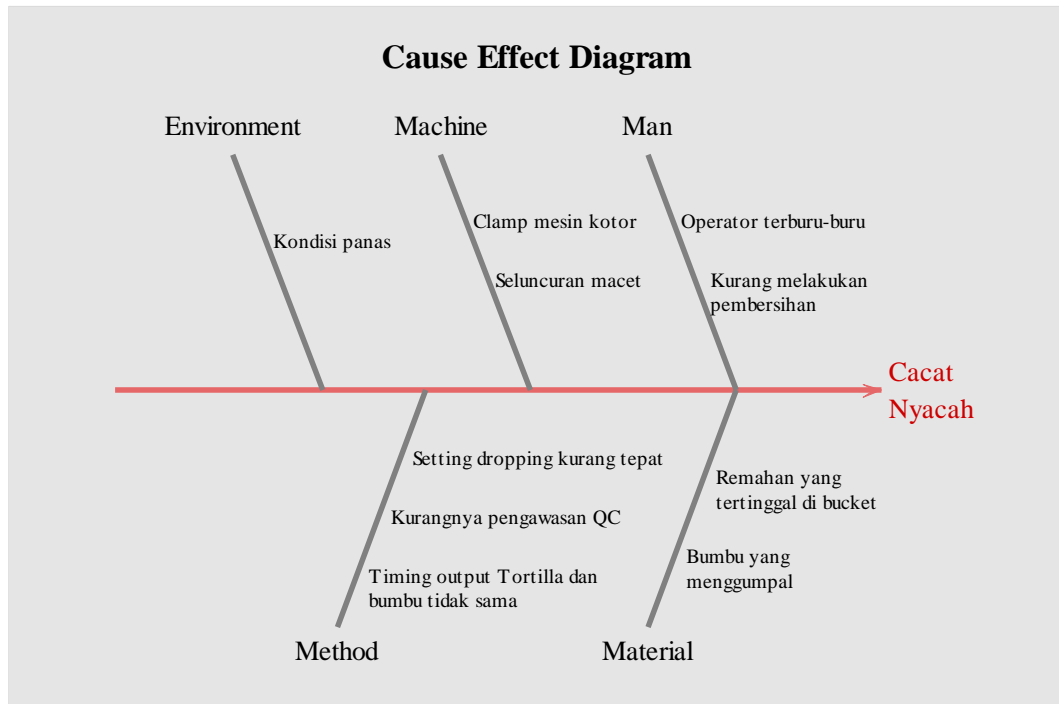 Cause Effect Diagram
Environment
Machine
Man
Kondisi panas
Clamp mesin kotor
Seluncuran macet
Operator terburu-buru
Kurang melakukan
pembersihan
Cacat
Nyacah
Setting dropping kurang tepat
Kurangnya pengawasan QC
Timing output Tortilla dan
bumbu tidak sama
Remahan yang
tertinggal di bucket
Bumbu yang
menggumpal
Method
Material